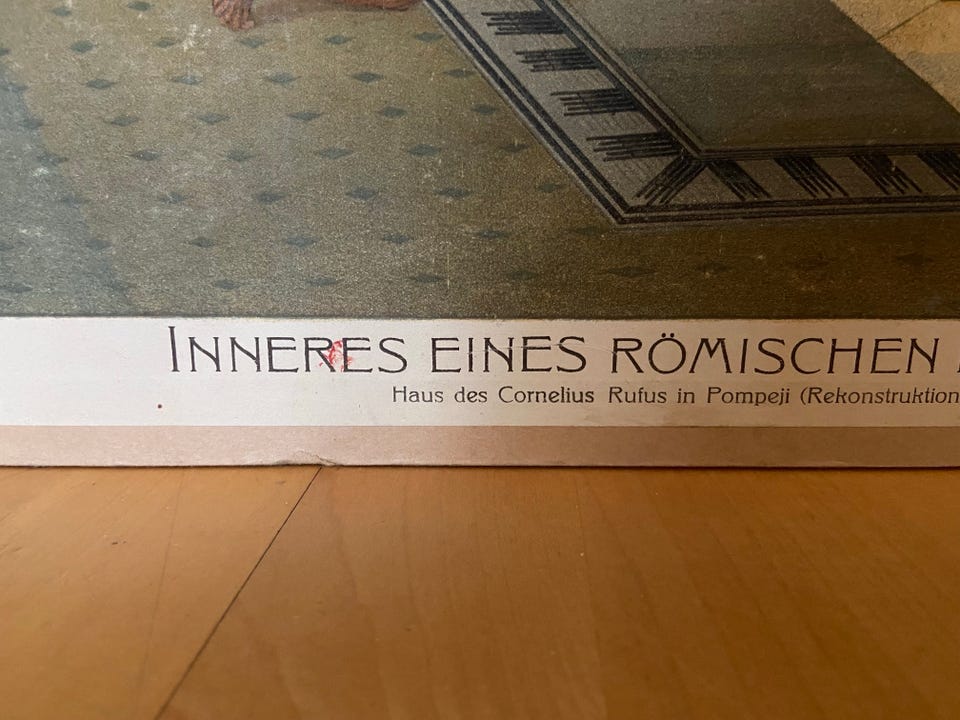 INNERES EINES RÖMISCHEN
Haus des Cornelius Rufus in Pompeji (Rekonstruktion